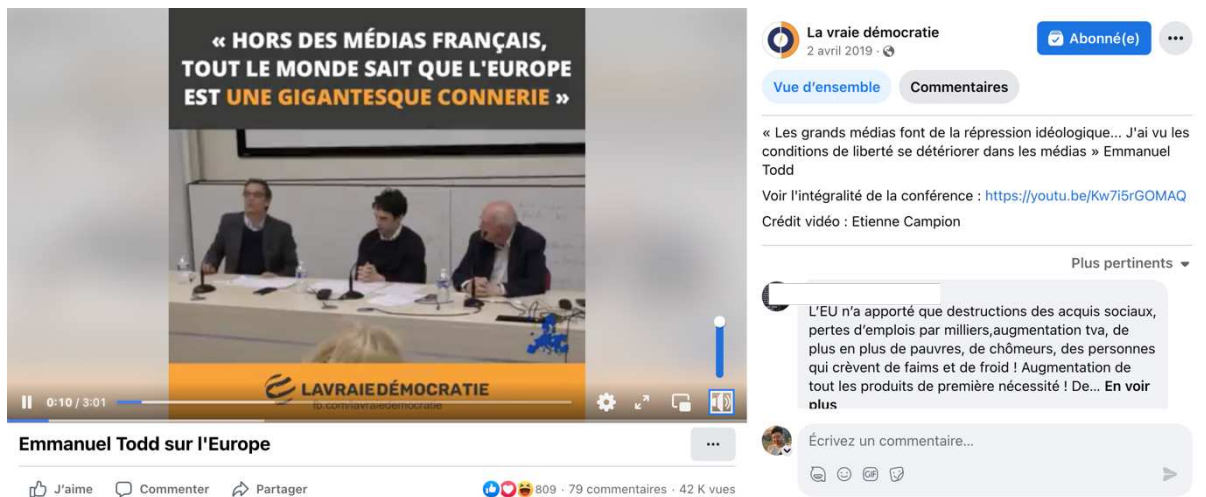 « HORS DES MÉDIAS FRANÇAIS,
TOUT LE MONDE SAIT QUE L'EUROPE
EST UNE GIGANTESQUE CONNERIE »
LAVRAIEDÉMOCRATIE
fb.com/lavraiedemocratie
0:10 / 3:01
Emmanuel Todd sur l'Europe
J'aime
Commenter
Partager
809 · 79 commentaires · 42 K vues
La vraie démocratie
2 avril 2019 ·
Abonné(e)
Vue d'ensemble
Commentaires
« Les grands médias font de la répression idéologique... J'ai vu les
conditions de liberté se détériorer dans les médias » Emmanuel
Todd
Voir l'intégralité de la conférence : https://youtu.be/Kw7i5rGOMAQ
Crédit vidéo : Etienne Campion
Plus pertinents
L'EU n'a apporté que destructions des acquis sociaux,
pertes d'emplois par milliers,augmentation tva, de
plus en plus de pauvres, de chômeurs, des personnes
qui crèvent de faims et de froid ! Augmentation de
tout les produits de première nécessité ! De... En voir
plus
Écrivez un commentaire...
GIF